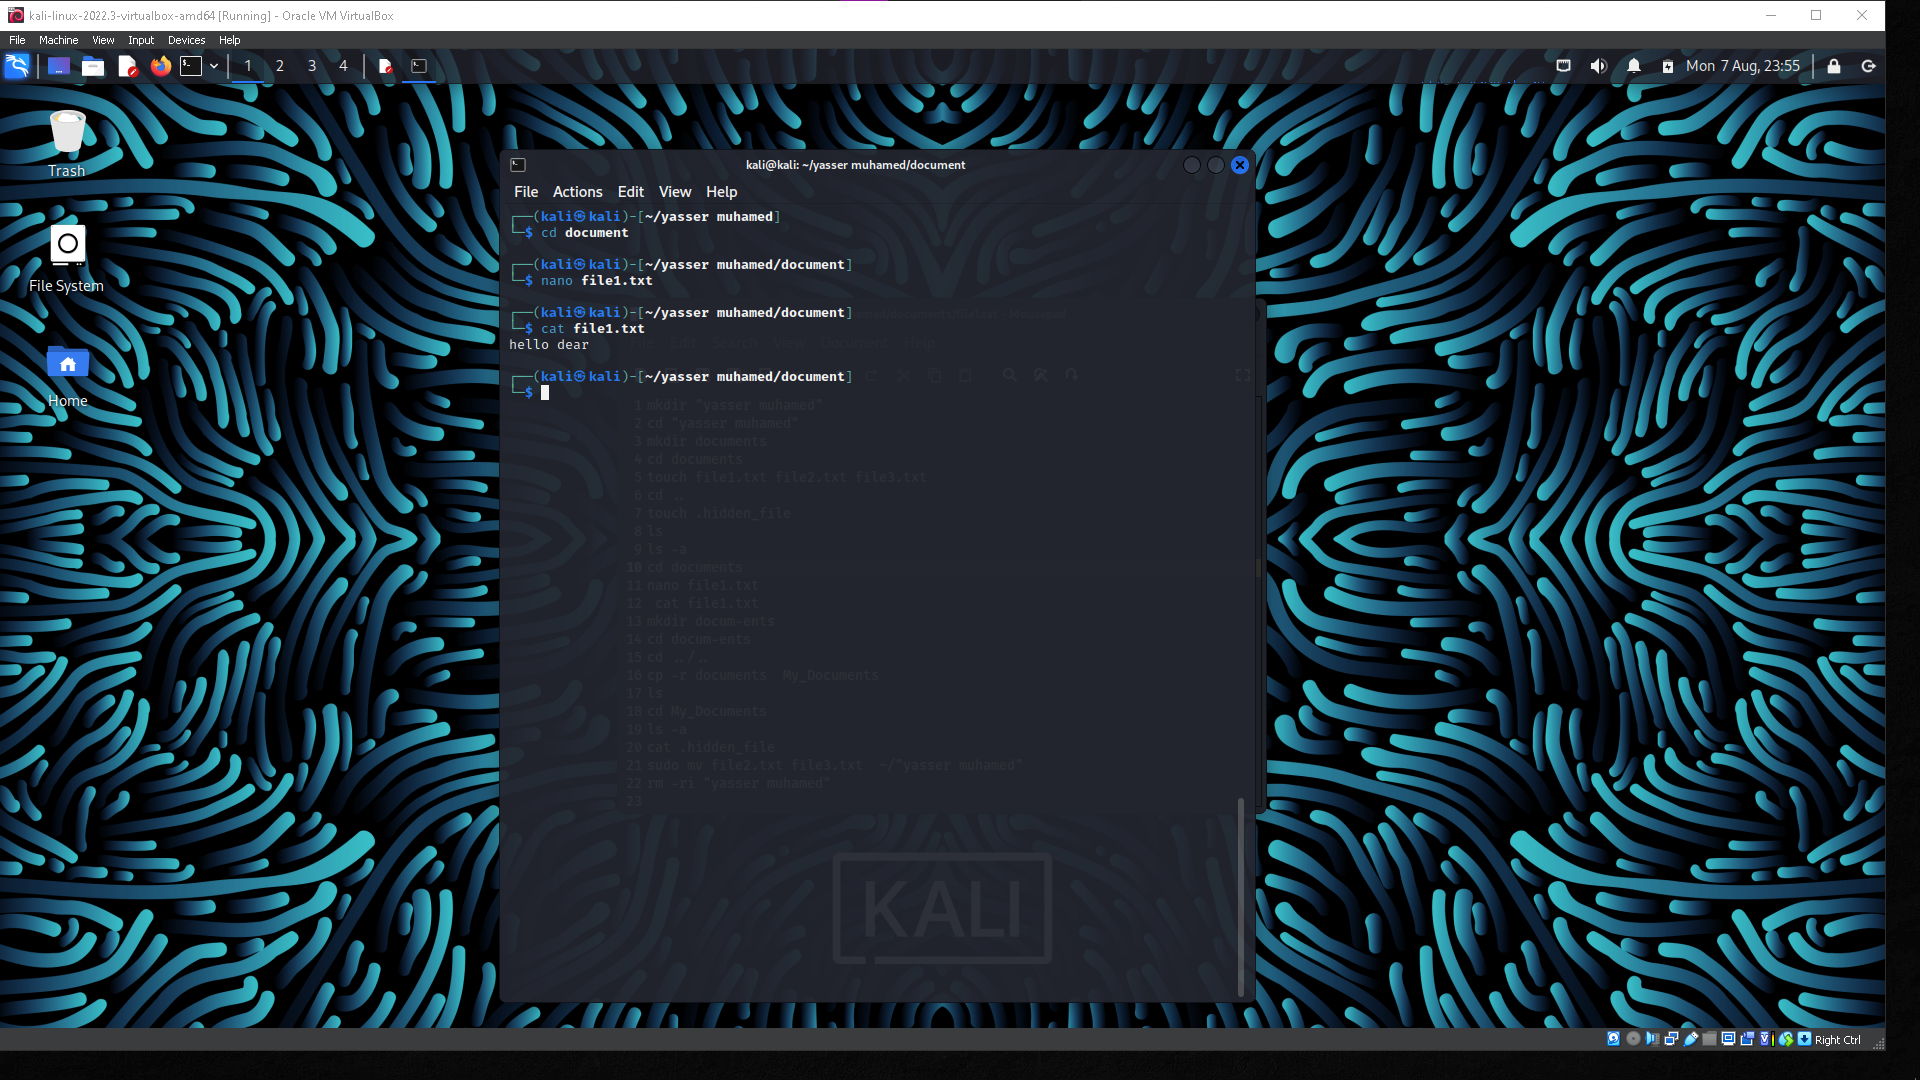 kali-linux-2022.3-virtualbox-amd64 [Running] - Oracle VM VirtualBox
File Machine View Input Devices Help
1 2 3 4
Mon 7 Aug, 23:55
Trash
File System
Home
kali@kali: ~/yasser muhamed/document
File Actions Edit View Help
┌──(kali㉿kali)-[~/yasser muhamed]
└─$ cd document
┌──(kali㉿kali)-[~/yasser muhamed/document]
└─$ nano file1.txt
┌──(kali㉿kali)-[~/yasser muhamed/document]
└─$ cat file1.txt
hello dear
┌──(kali㉿kali)-[~/yasser muhamed/document]
└─$
File Edit Search View Document Help
1 mkdir "yasser muhamed"
2 cd "yasser muhamed"
3 mkdir documents
4 cd documents
5 touch file1.txt file2.txt file3.txt
6 cd ..
7 touch .hidden_file
8 ls
9 ls -a
10 cd documents
11 nano file1.txt
12 cat file1.txt
13 mkdir docum-ents
14 cd docum-ents
15 cd ../..
16 cp -r documents My_Documents
17 ls
18 cd My_Documents
19 ls -a
20 cat .hidden_file
21 sudo mv file2.txt file3.txt ~/"yasser muhamed"
22 rm -ri "yasser muhamed"
23
KALI
Right Ctrl